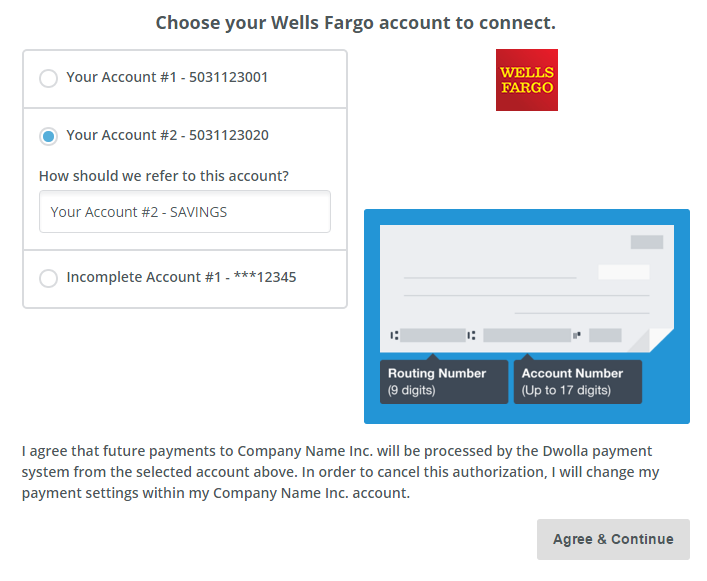 Choose your Wells Fargo account to connect.
Your Account #1 - 5031123001
Your Account #2 - 5031123020
How should we refer to this account?
Your Account #2 - SAVINGS
Incomplete Account #1 - ***12345
WELLS
FARGO
Routing Number
(9 digits)
Account Number
(Up to 17 digits)
I agree that future payments to Company Name Inc. will be processed by the Dwolla payment
system from the selected account above. In order to cancel this authorization, I will change my
payment settings within my Company Name Inc. account.
Agree & Continue